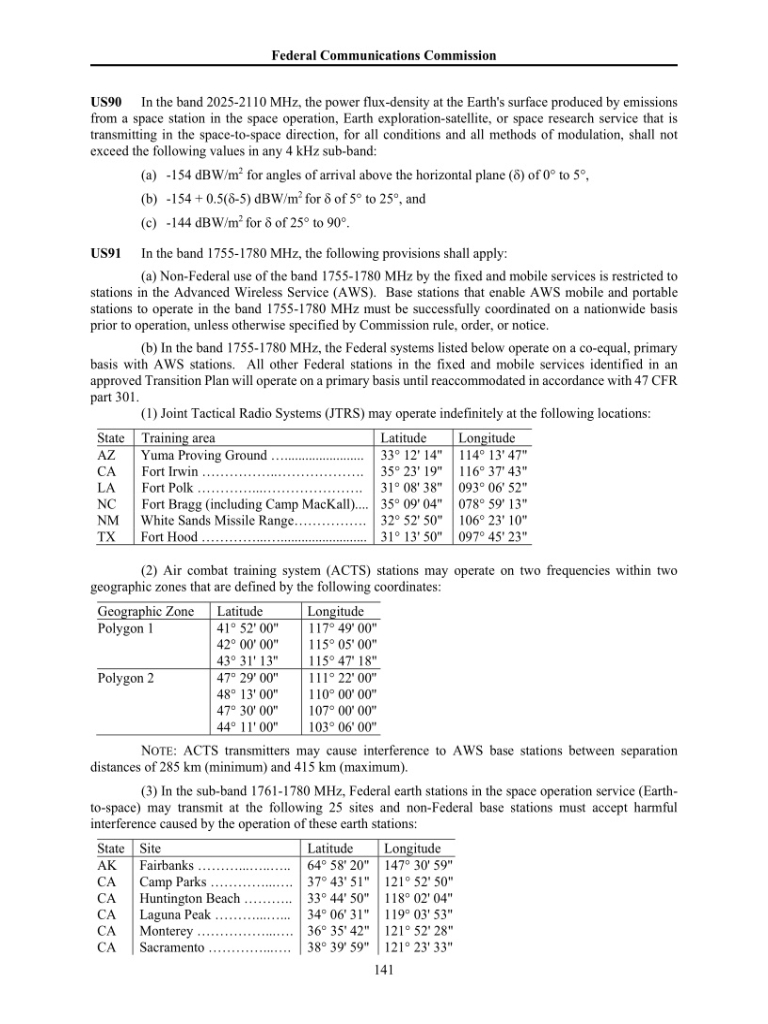 Federal Communications Commission
US90 In the band 2025-2110 MHz, the power flux-density at the Earth's surface produced by emissions
from a space station in the space operation, Earth exploration-satellite, or space research service that is
transmitting in the space-to-space direction, for all conditions and all methods of modulation, shall not
exceed the following values in any 4 kHz sub-band:
(a) -154 dBW/m² for angles of arrival above the horizontal plane (δ) of 0° to 5°,
(b) -154 + 0.5(δ-5) dBW/m² for δ of 5° to 25°, and
(c) -144 dBW/m² for δ of 25° to 90°.
US91 In the band 1755-1780 MHz, the following provisions shall apply:
(a) Non-Federal use of the band 1755-1780 MHz by the fixed and mobile services is restricted to
stations in the Advanced Wireless Service (AWS). Base stations that enable AWS mobile and portable
stations to operate in the band 1755-1780 MHz must be successfully coordinated on a nationwide basis
prior to operation, unless otherwise specified by Commission rule, order, or notice.
(b) In the band 1755-1780 MHz, the Federal systems listed below operate on a co-equal, primary
basis with AWS stations. All other Federal stations in the fixed and mobile services identified in an
approved Transition Plan will operate on a primary basis until reaccommodated in accordance with 47 CFR
part 301.
(1) Joint Tactical Radio Systems (JTRS) may operate indefinitely at the following locations:
State Training area Latitude Longitude
AZ Yuma Proving Ground …....................... 33° 12' 14" 114° 13' 47"
CA Fort Irwin ……………..………………. 35° 23' 19" 116° 37' 43"
LA Fort Polk …………...…………………. 31° 08' 38" 093° 06' 52"
NC Fort Bragg (including Camp MacKall).... 35° 09' 04" 078° 59' 13"
NM White Sands Missile Range……………. 32° 52' 50" 106° 23' 10"
TX Fort Hood …………..…......................... 31° 13' 50" 097° 45' 23"
(2) Air combat training system (ACTS) stations may operate on two frequencies within two
geographic zones that are defined by the following coordinates:
Geographic Zone Latitude Longitude
Polygon 1 41° 52' 00" 117° 49' 00"
42° 00' 00" 115° 05' 00"
43° 31' 13" 115° 47' 18"
Polygon 2 47° 29' 00" 111° 22' 00"
48° 13' 00" 110° 00' 00"
47° 30' 00" 107° 00' 00"
44° 11' 00" 103° 06' 00"
NOTE: ACTS transmitters may cause interference to AWS base stations between separation
distances of 285 km (minimum) and 415 km (maximum).
(3) In the sub-band 1761-1780 MHz, Federal earth stations in the space operation service (Earth-
to-space) may transmit at the following 25 sites and non-Federal base stations must accept harmful
interference caused by the operation of these earth stations:
State Site Latitude Longitude
AK Fairbanks ………..…..….. 64° 58' 20" 147° 30' 59"
CA Camp Parks …………..…. 37° 43' 51" 121° 52' 50"
CA Huntington Beach ………. 33° 44' 50" 118° 02' 04"
CA Laguna Peak ………..…... 34° 06' 31" 119° 03' 53"
CA Monterey ……………..…. 36° 35' 42" 121° 52' 28"
CA Sacramento …………..…. 38° 39' 59" 121° 23' 33"
141